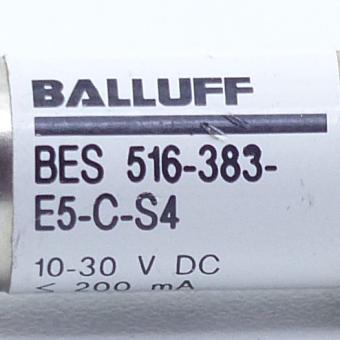 BALLUFF
BES 516-383-
E5-C-S4
10-30 V DC
< 200 mA